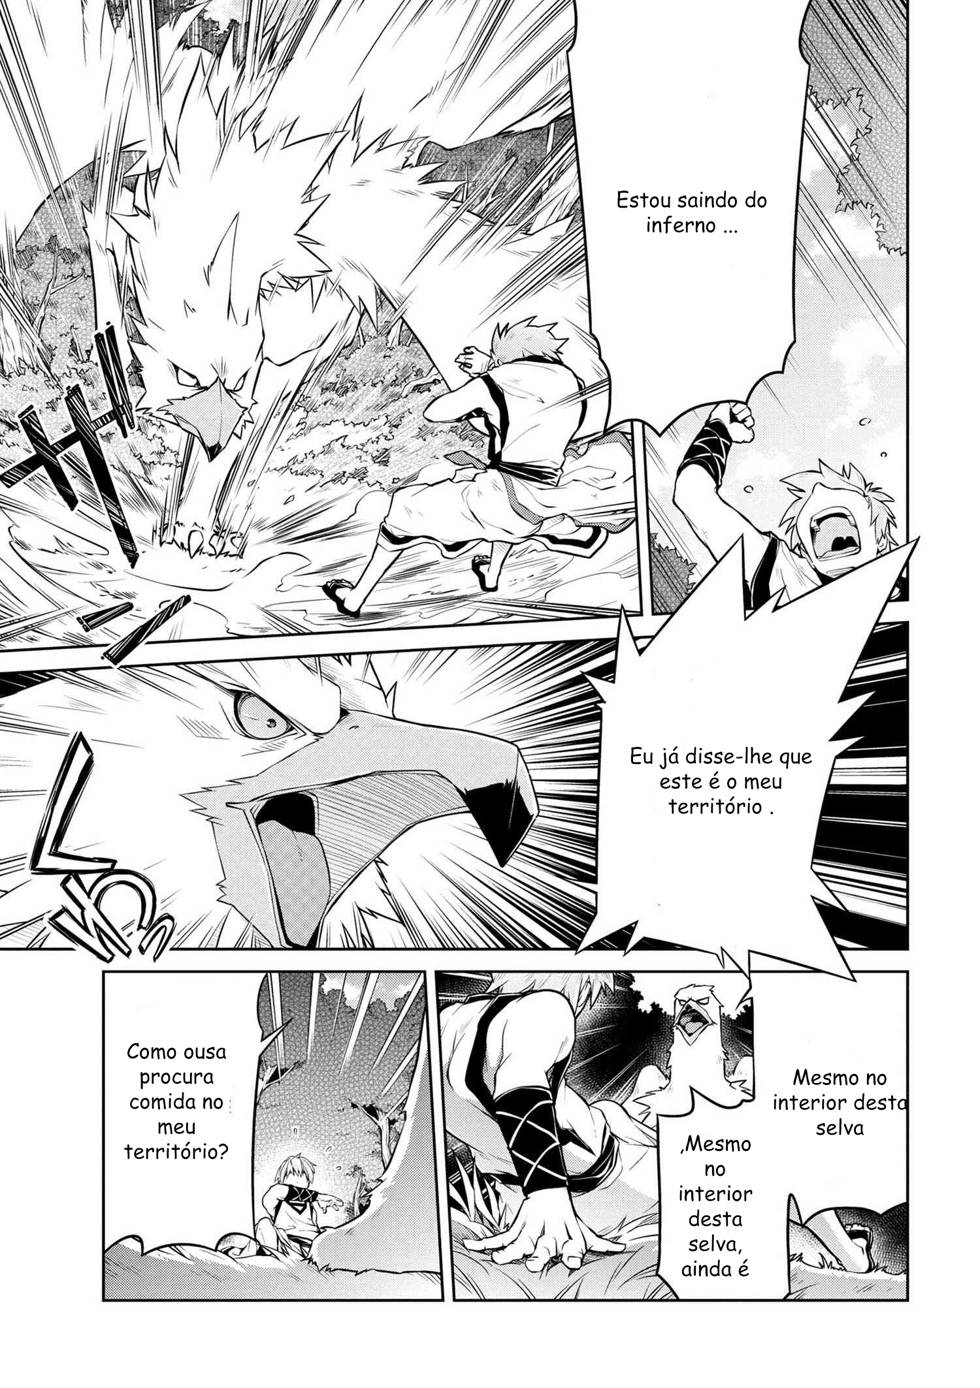 Estou saindo do
inferno ...
Eu já disse-lhe que
este é o meu
território .
Mesmo no
interior desta
selva
,Mesmo
no
interior
desta
selva,
ainda é
Como ousa
procura
comida no
meu
território?